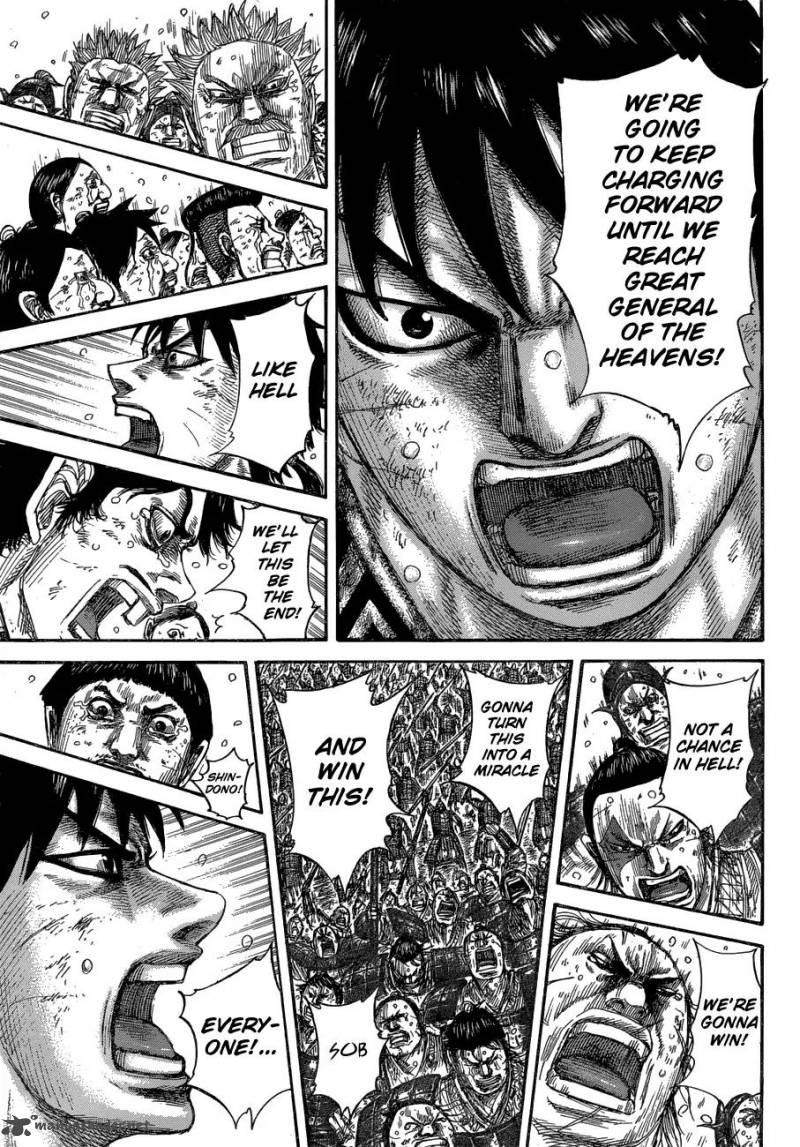 WE'RE
GOING
TO KEEP
CHARGING
FORWARD
UNTIL WE
REACH
GREAT
GENERAL
OF THE
HEAVENS!
LIKE
HELL
WE'LL
LET
THIS
BE THE
END!
NOT A
CHANCE
IN HELL!
WE'RE
GONNA
WIN!
GONNA
TURN
THIS
INTO A
MIRACLE
AND
WIN
THIS!
SOB
SHIN-
DONO!
EVERY-
ONE!...